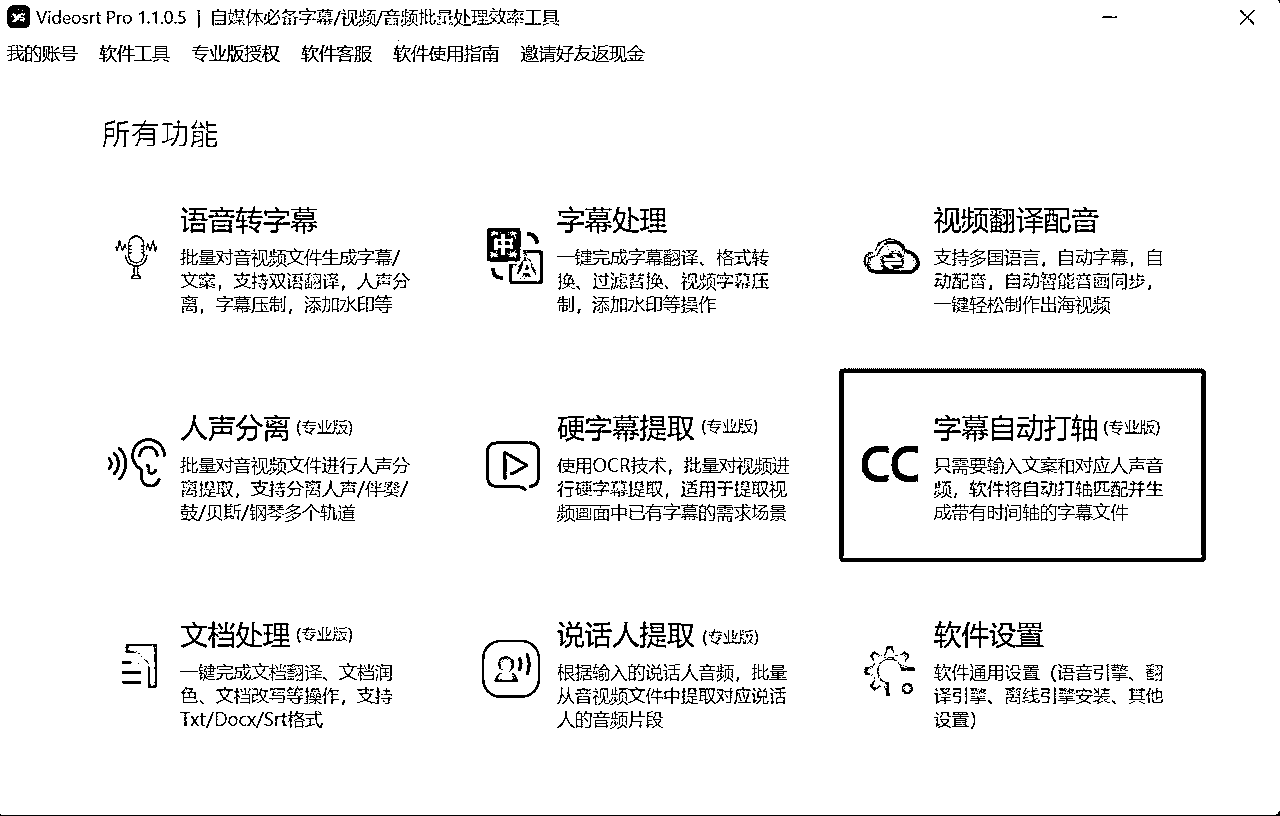 Videosrt Pro 1.1.0.5 | 自媒体必备字幕/视频/音频批量处理效率工具
我的账号 软件工具 专业版授权 软件客服 软件使用指南 邀请好友返现金
所有功能
语音转字幕
批量对音视频文件生成字幕/
文案，支持双语翻译，人声分
离，字幕压制，添加水印等
字幕处理
一键完成字幕翻译、格式转
换、过滤替换、视频字幕压
制，添加水印等操作
视频翻译配音
支持多国语言，自动字幕，自
动配音，自动智能音画同步，
一键轻松制作出海视频
人声分离 (专业版)
批量对音视频文件进行人声分
离提取，支持分离人声/伴奏/
鼓/贝斯/钢琴多个轨道
硬字幕提取 (专业版)
使用OCR技术，批量对视频进
行硬字幕提取，适用于提取视
频画面中已有字幕的需求场景
CC
字幕自动打轴 (专业版)
只需要输入文案和对应人声音
频，软件将自动打轴匹配并生
成带有时间轴的字幕文件
文档处理 (专业版)
一键完成文档翻译、文档润
色、文档改写等操作，支持
Txt/Docx/Srt格式
说话人提取 (专业版)
根据输入的说话人音频，批量
从音视频文件中提取对应说话
人的音频片段
软件设置
软件通用设置（语音引擎、翻
译引擎、离线引擎安装、其他
设置）